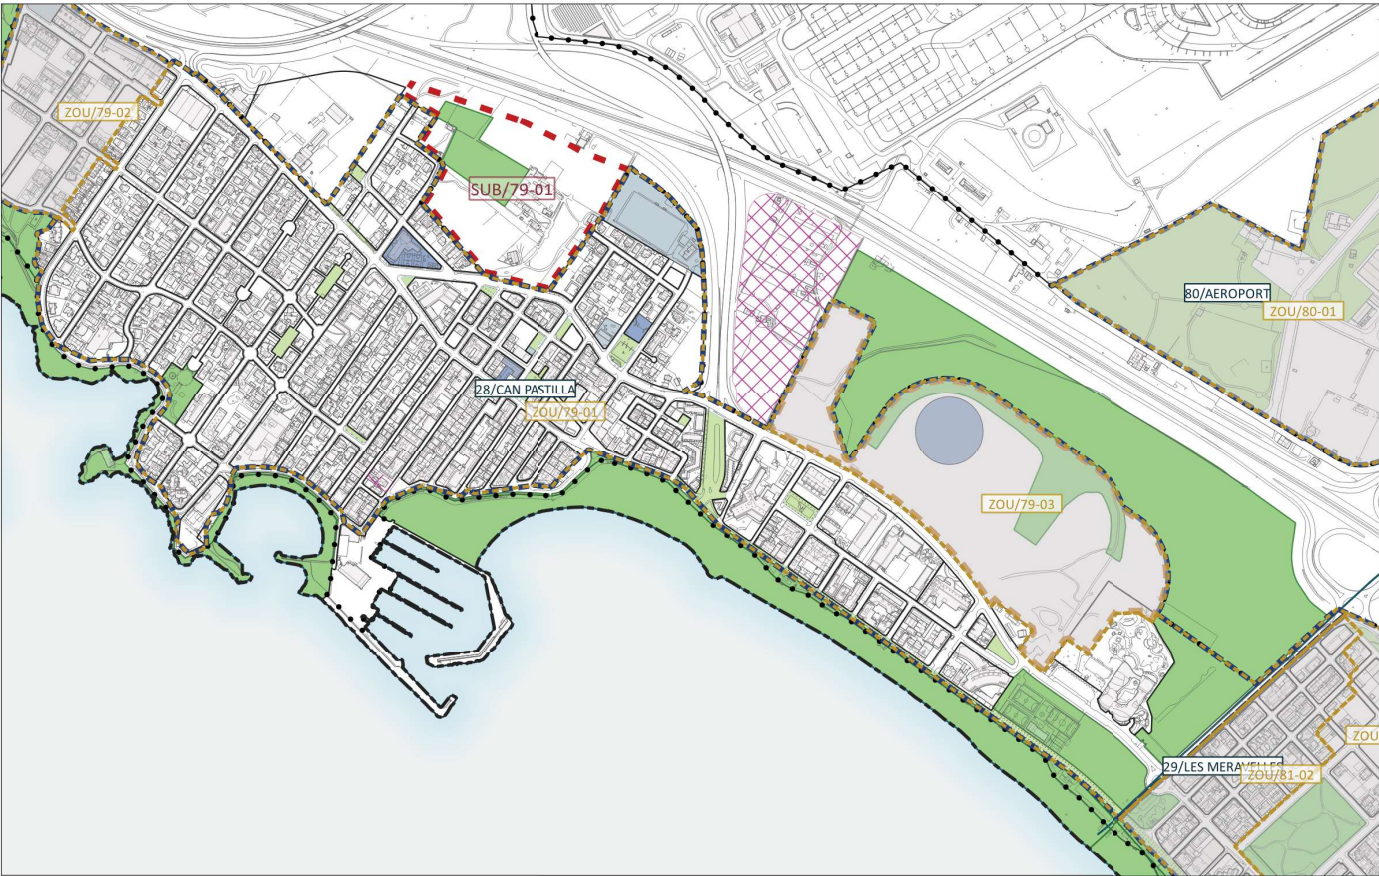 ZOU/79-02
SUB/79-01
80/AEROPORT
ZOU/80-01
28/CAN PASTILLA
ZOU/79-01
ZOU/79-03
ZOU
29/LES MERAVELLES
ZOU/81-02